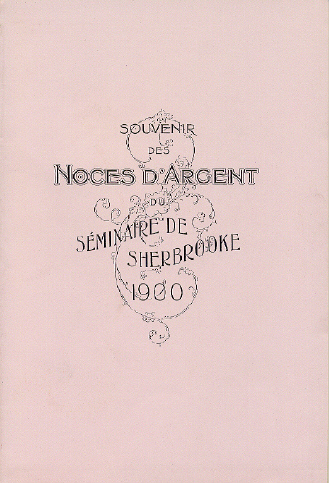 SOUVENIR
DES
NOCES D'ARGENT
DU
SÉMINAIRE DE
SHERBROOKE
1900